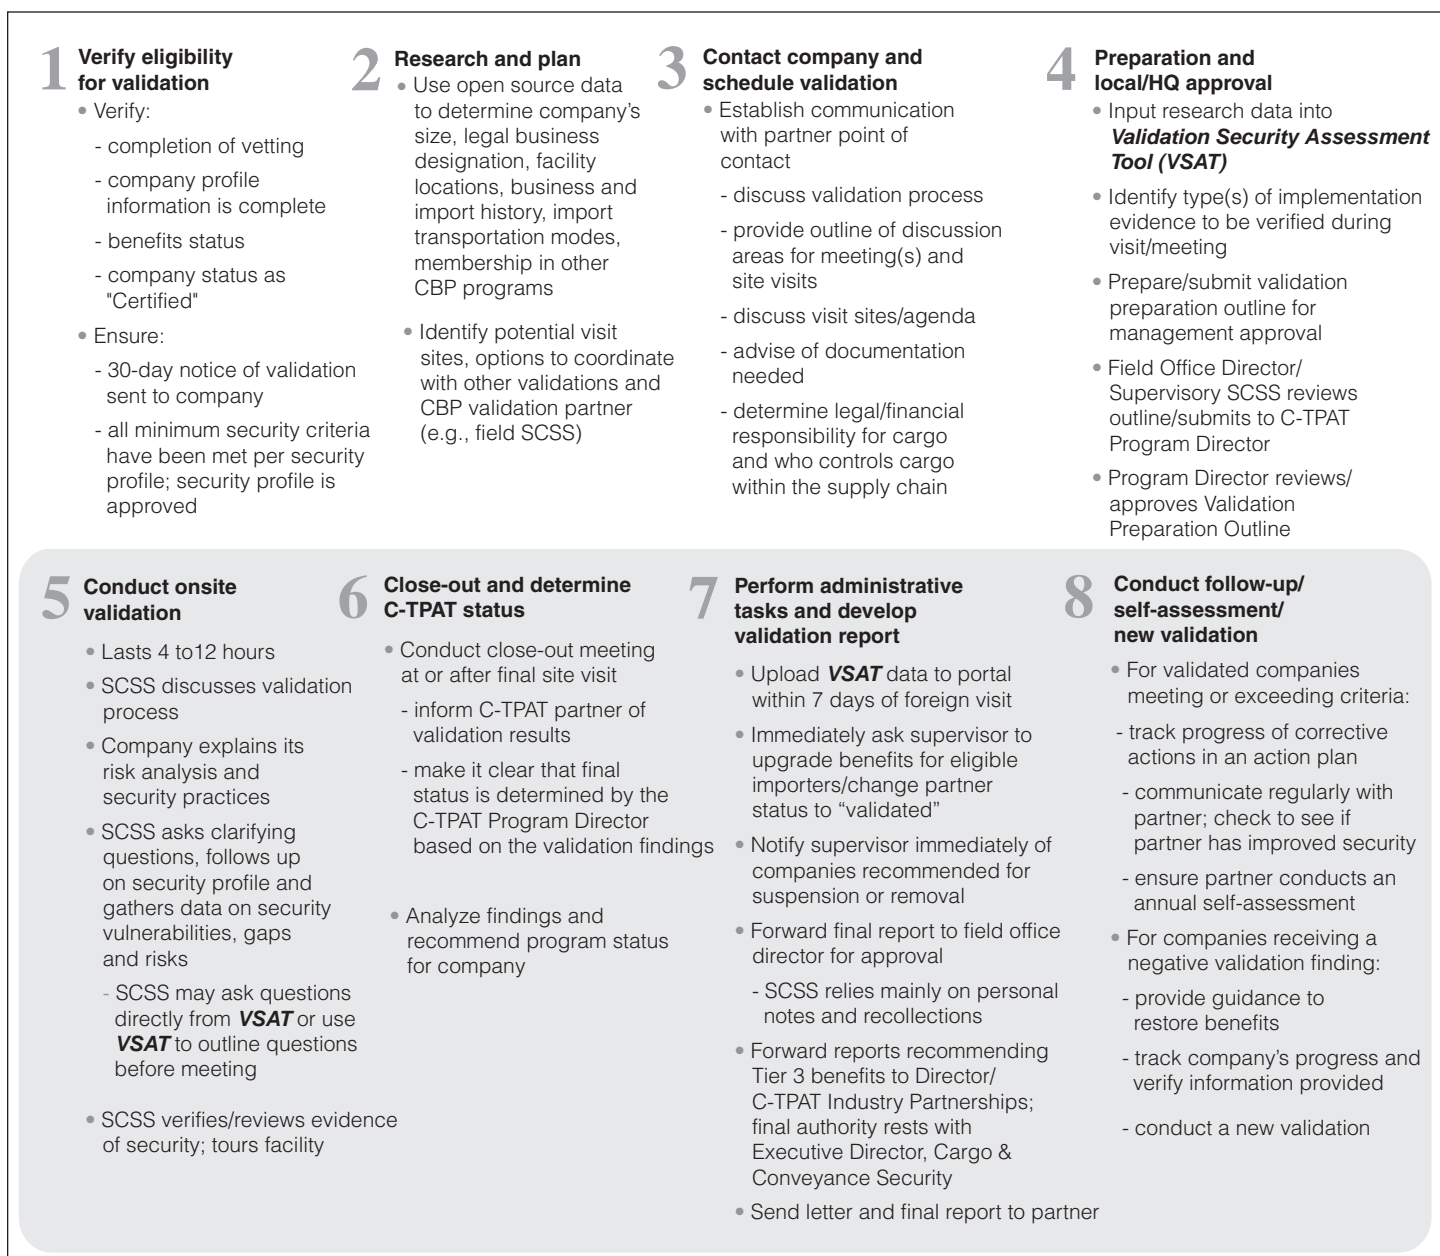 1
Verify eligibility
for validation
• Verify:
- completion of vetting
- company profile
information is complete
- benefits status
- company status as
"Certified"
• Ensure:
- 30-day notice of validation
sent to company
- all minimum security criteria
have been met per security
profile; security profile is
approved
2
Research and plan
• Use open source data
to determine company's
size, legal business
designation, facility
locations, business and
import history, import
transportation modes,
membership in other
CBP programs
• Identify potential visit
sites, options to coordinate
with other validations and
CBP validation partner
(e.g., field SCSS)
3
Contact company and
schedule validation
• Establish communication
with partner point of
contact
- discuss validation process
- provide outline of discussion
areas for meeting(s) and
site visits
- discuss visit sites/agenda
- advise of documentation
needed
- determine legal/financial
responsibility for cargo
and who controls cargo
within the supply chain
4
Preparation and
local/HQ approval
• Input research data into
Validation Security Assessment
Tool (VSAT)
• Identify type(s) of implementation
evidence to be verified during
visit/meeting
• Prepare/submit validation
preparation outline for
management approval
• Field Office Director/
Supervisory SCSS reviews
outline/submits to C-TPAT
Program Director
• Program Director reviews/
approves Validation
Preparation Outline
5
Conduct onsite
validation
• Lasts 4 to12 hours
• SCSS discusses validation
process
• Company explains its
risk analysis and
security practices
• SCSS asks clarifying
questions, follows up
on security profile and
gathers data on security
vulnerabilities, gaps
and risks
- SCSS may ask questions
directly from VSAT or use
VSAT to outline questions
before meeting
• SCSS verifies/reviews evidence
of security; tours facility
6
Close-out and determine
C-TPAT status
• Conduct close-out meeting
at or after final site visit
- inform C-TPAT partner of
validation results
- make it clear that final
status is determined by the
C-TPAT Program Director
based on the validation findings
• Analyze findings and
recommend program status
for company
7
Perform administrative
tasks and develop
validation report
• Upload VSAT data to portal
within 7 days of foreign visit
• Immediately ask supervisor to
upgrade benefits for eligible
importers/change partner
status to “validated”
• Notify supervisor immediately of
companies recommended for
suspension or removal
• Forward final report to field office
director for approval
- SCSS relies mainly on personal
notes and recollections
• Forward reports recommending
Tier 3 benefits to Director/
C-TPAT Industry Partnerships;
final authority rests with
Executive Director, Cargo &
Conveyance Security
• Send letter and final report to partner
8
Conduct follow-up/
self-assessment/
new validation
• For validated companies
meeting or exceeding criteria:
- track progress of corrective
actions in an action plan
- communicate regularly with
partner; check to see if
partner has improved security
- ensure partner conducts an
annual self-assessment
• For companies receiving a
negative validation finding:
- provide guidance to
restore benefits
- track company's progress and
verify information provided
- conduct a new validation